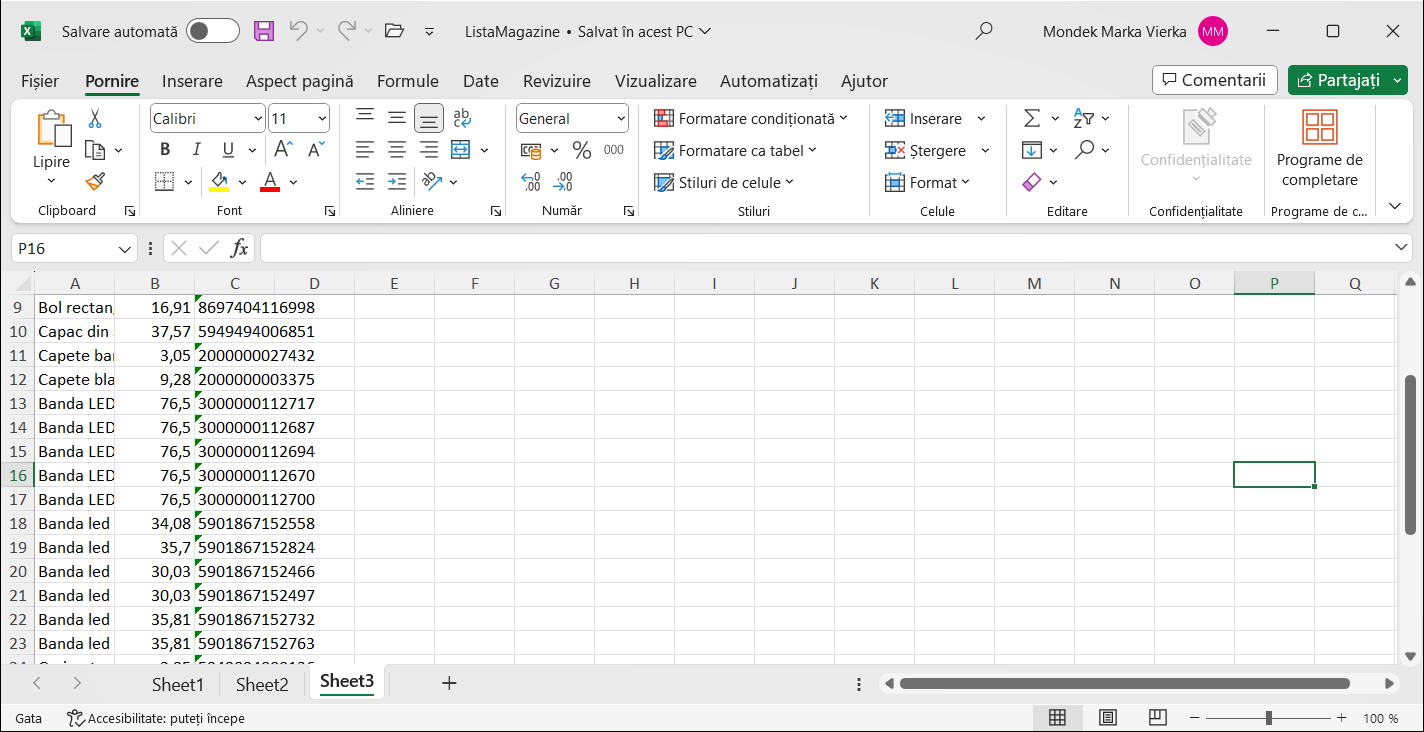 Salvare automată ListaMagazine • Salvat în acest PC Mondek Marka Vierka MM
Fișier Pornire Inserare Aspect pagină Formule Date Revizuire Vizualizare Automatizați Ajutor Comentarii Partajați
Lipire
Clipboard
Calibri 11
B I U A A
A
Font
ab
Aliniere
General
% 000
Număr
Formatare condiționată
Formatare ca tabel
Stiluri de celule
Stiluri
Inserare
Ștergere
Format
Celule
Editare
Confidențialitate
Confidențialitate
Programe de
completare
Programe de c...
P16 fx
A B C D E F G H I J K L M N O P Q
9 Bol rectan 16,91 8697404116998
10 Capac din 37,57 5949494006851
11 Capete ba 3,05 2000000027432
12 Capete bla 9,28 2000000003375
13 Banda LED 76,5 3000000112717
14 Banda LED 76,5 3000000112687
15 Banda LED 76,5 3000000112694
16 Banda LED 76,5 3000000112670
17 Banda LED 76,5 3000000112700
18 Banda led 34,08 5901867152558
19 Banda led 35,7 5901867152824
20 Banda led 30,03 5901867152466
21 Banda led 30,03 5901867152497
22 Banda led 35,81 5901867152732
23 Banda led 35,81 5901867152763
Sheet1 Sheet2 Sheet3
Gata Accesibilitate: puteți începe 100 %